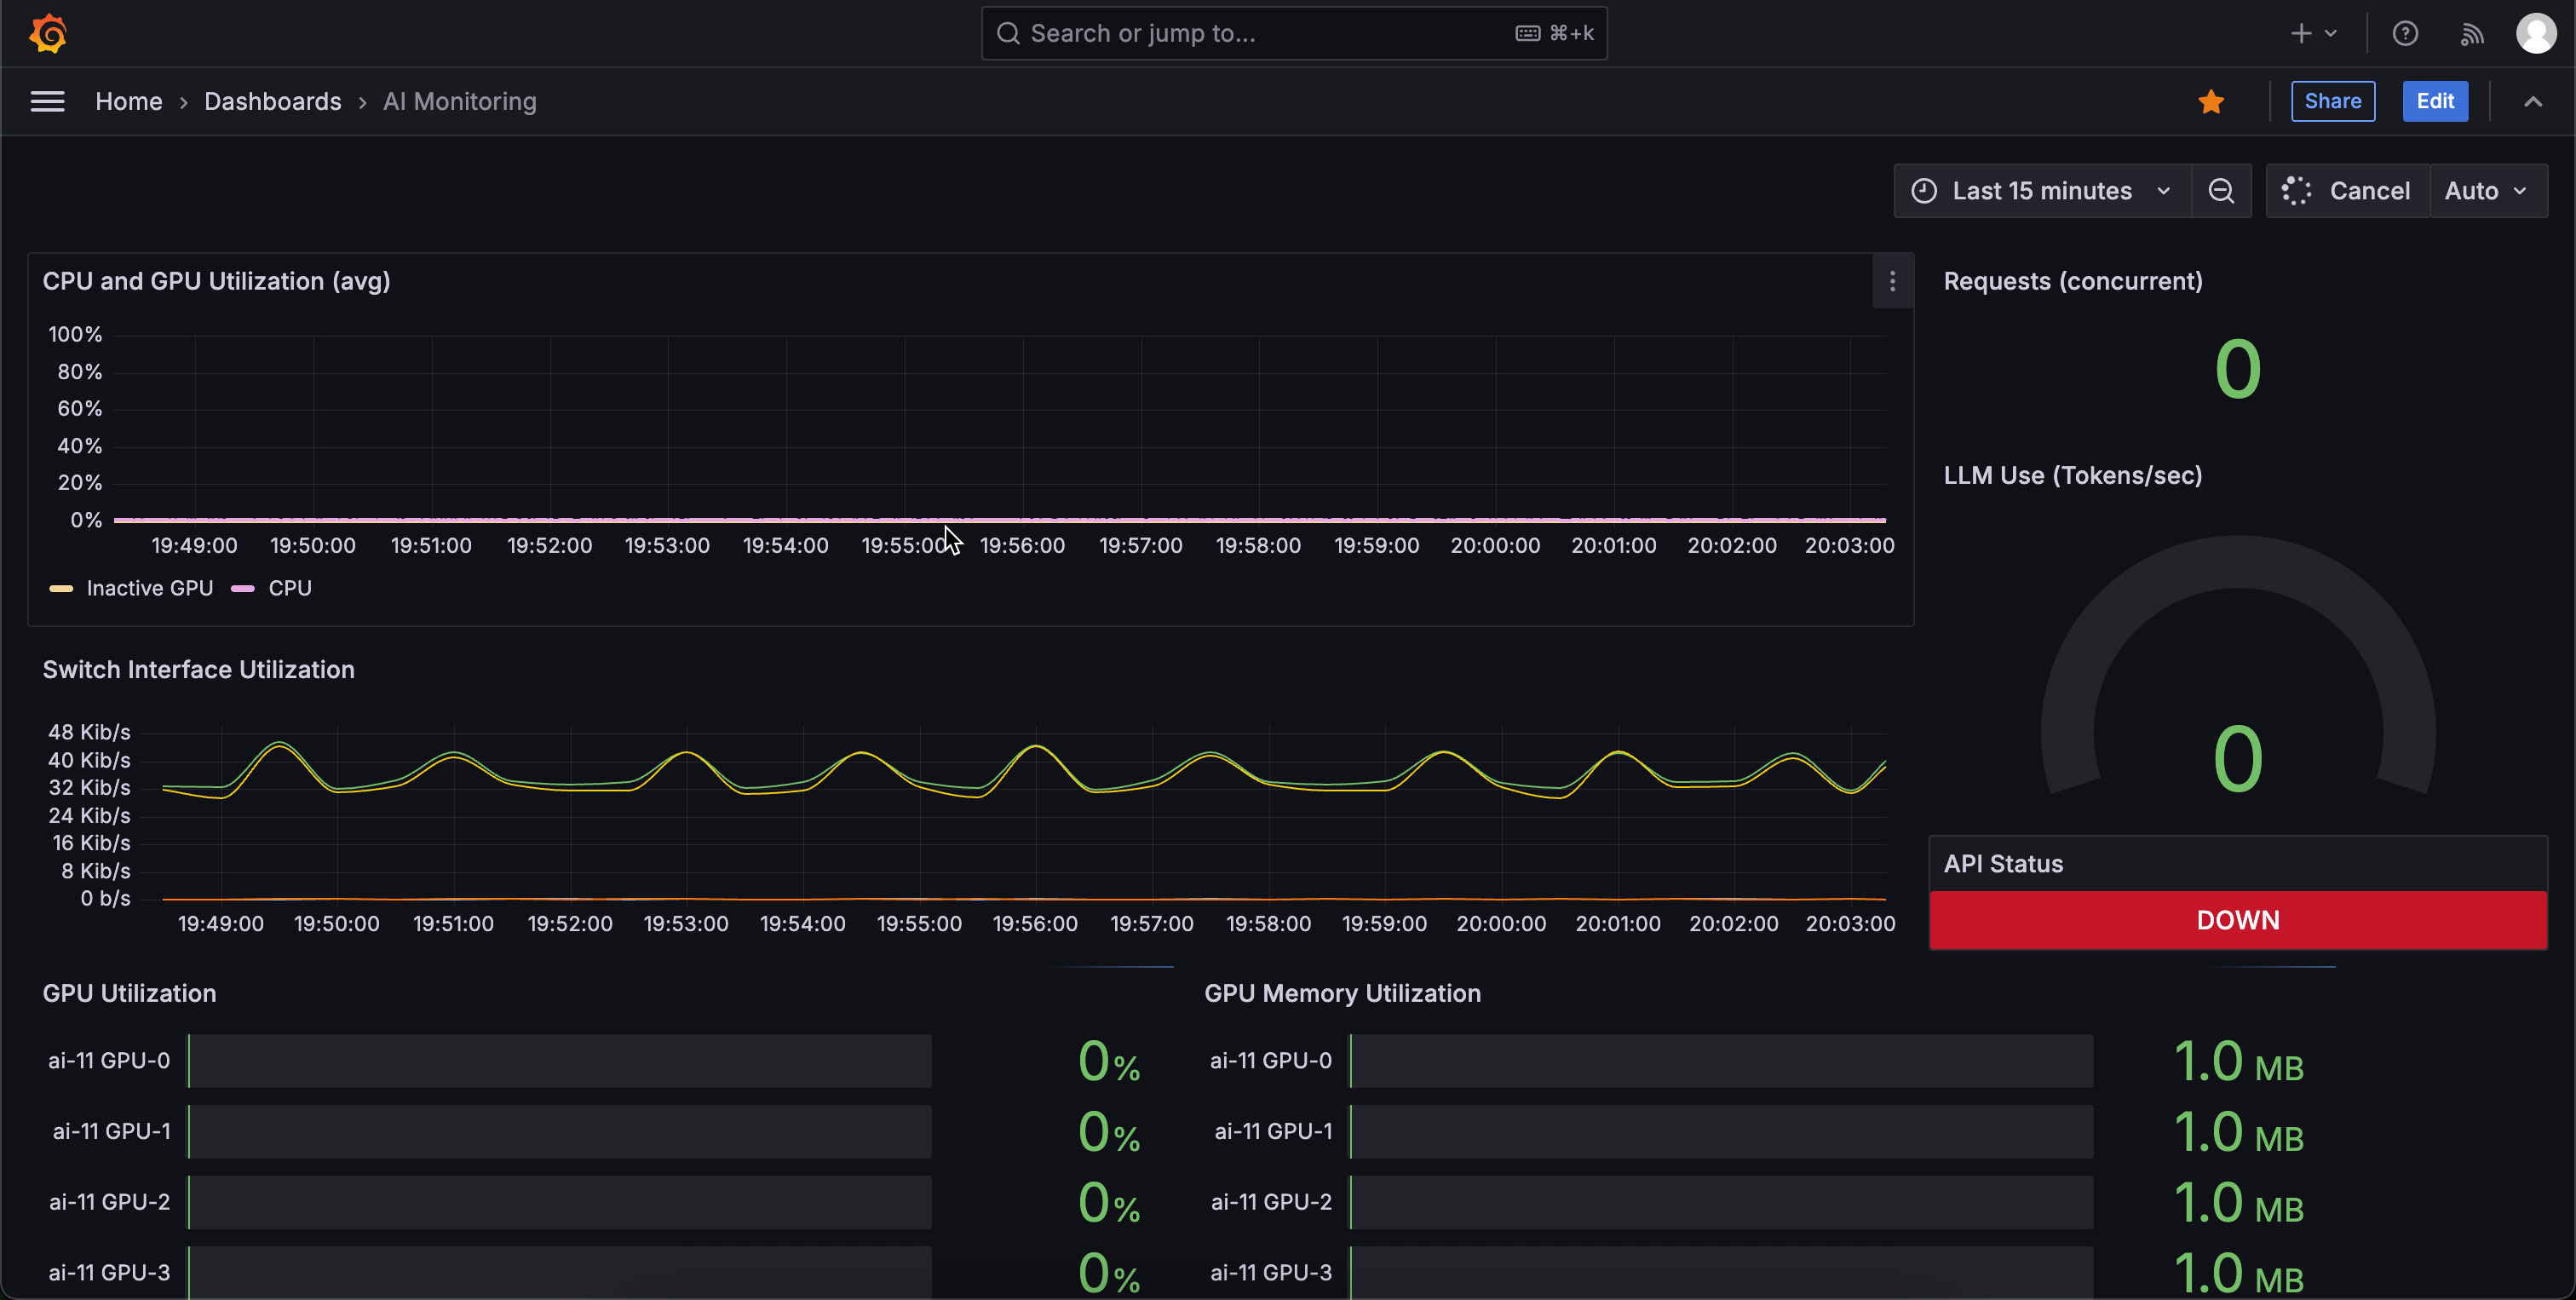 Search or jump to...
⌘+k
Home › Dashboards › AI Monitoring
Share
Edit
Last 15 minutes
Cancel
Auto
CPU and GPU Utilization (avg)
100%
80%
60%
40%
20%
0%
19:49:00 19:50:00 19:51:00 19:52:00 19:53:00 19:54:00 19:55:00 19:56:00 19:57:00 19:58:00 19:59:00 20:00:00 20:01:00 20:02:00 20:03:00
Inactive GPU CPU
Requests (concurrent)
0
LLM Use (Tokens/sec)
0
Switch Interface Utilization
48 Kib/s
40 Kib/s
32 Kib/s
24 Kib/s
16 Kib/s
8 Kib/s
0 b/s
19:49:00 19:50:00 19:51:00 19:52:00 19:53:00 19:54:00 19:55:00 19:56:00 19:57:00 19:58:00 19:59:00 20:00:00 20:01:00 20:02:00 20:03:00
API Status
DOWN
GPU Utilization
ai-11 GPU-0 0%
ai-11 GPU-1 0%
ai-11 GPU-2 0%
ai-11 GPU-3 0%
GPU Memory Utilization
ai-11 GPU-0 1.0 MB
ai-11 GPU-1 1.0 MB
ai-11 GPU-2 1.0 MB
ai-11 GPU-3 1.0 MB